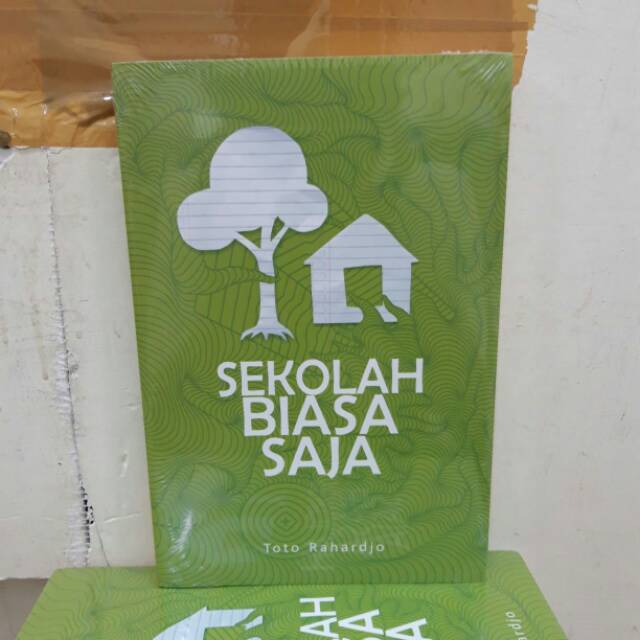 SEKOLAH
BIASA
SAJA
Toto Rahardjo